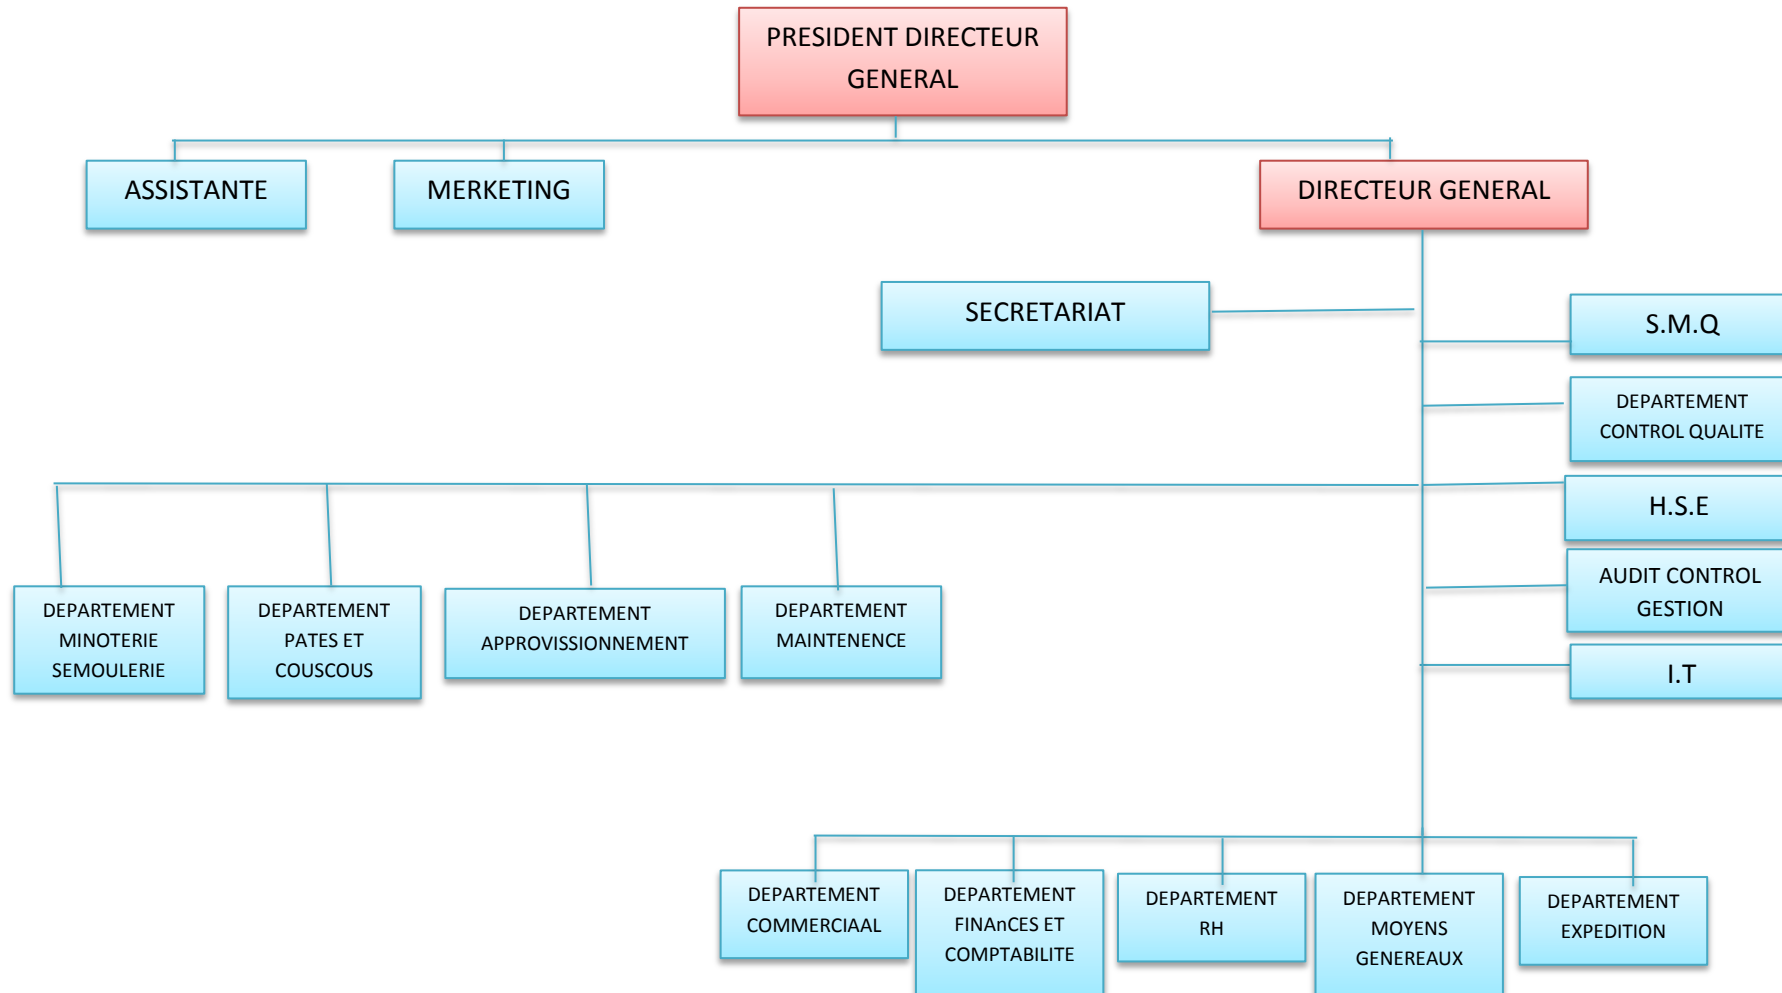 PRESIDENT DIRECTEUR
GENERAL
ASSISTANTE
MERKETING
DIRECTEUR GENERAL
SECRETARIAT
S.M.Q
DEPARTEMENT
CONTROL QUALITE
H.S.E
AUDIT CONTROL
GESTION
I.T
DEPARTEMENT
MINOTERIE
SEMOULERIE
DEPARTEMENT
PATES ET
COUSCOUS
DEPARTEMENT
APPROVISSIONNEMENT
DEPARTEMENT
MAINTENENCE
DEPARTEMENT
COMMERCIAAL
DEPARTEMENT
FINAnCES ET
COMPTABILITE
DEPARTEMENT
RH
DEPARTEMENT
MOYENS
GENEREAUX
DEPARTEMENT
EXPEDITION